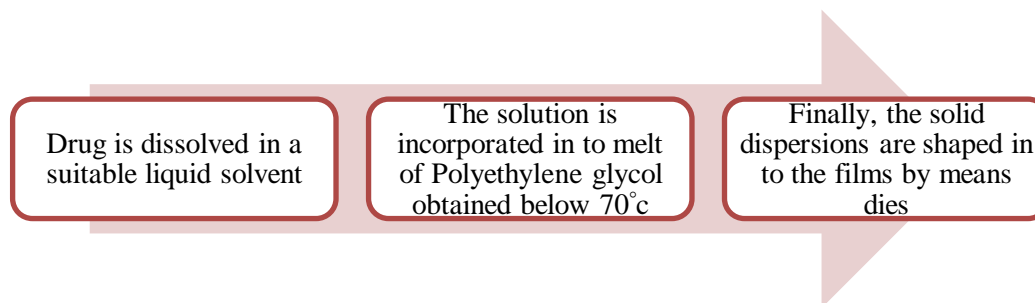 Drug is dissolved in a
suitable liquid solvent
The solution is
incorporated in to melt
of Polyethylene glycol
obtained below 70°c
Finally, the solid
dispersions are shaped in
to the films by means
dies